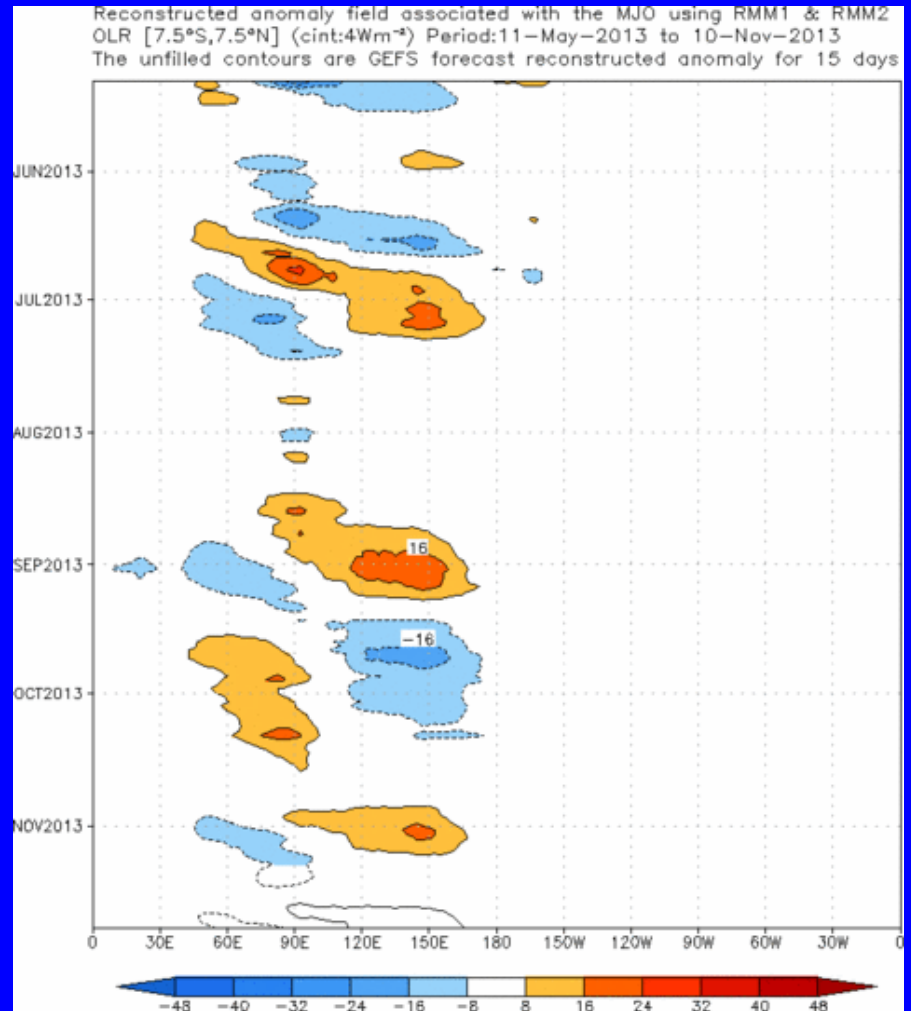 Reconstructed anomaly field associated with the MJO using RMM1 & RMM2
OLR [7.5°S,7.5°N] (cint:4Wm⁻²) Period:11-May-2013 to 10-Nov-2013
The unfilled contours are GEFS forecast reconstructed anomaly for 15 days
JUN2013
JUL2013
AUG2013
16
SEP2013
-16
OCT2013
NOV2013
0 30E 60E 90E 120E 150E 180 150W 120W 90W 60W 30W 0
-48 -40 -32 -24 -16 -8 8 16 24 32 40 48